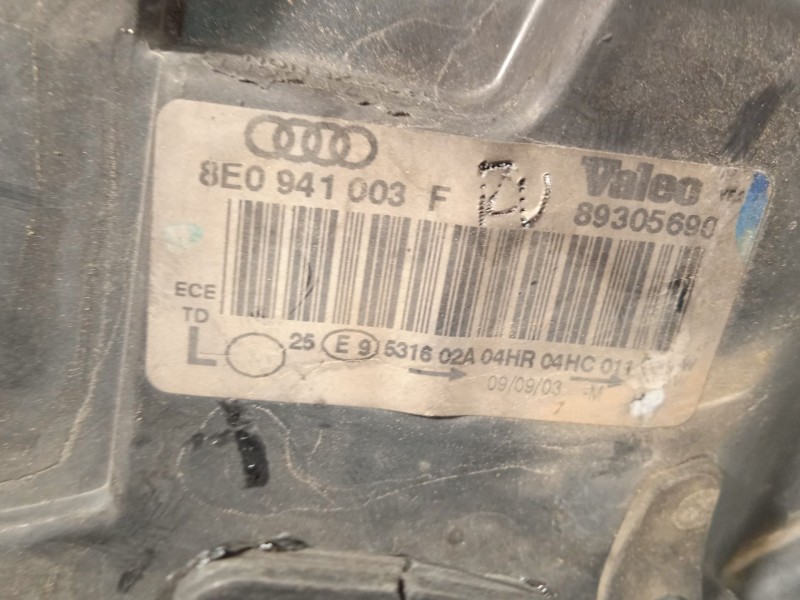 8E0 941 003 F
Valeo
89305690
ECE
TD
L
25 E 9 5316 02A 04HR 04HC 011
09/09/03 -M